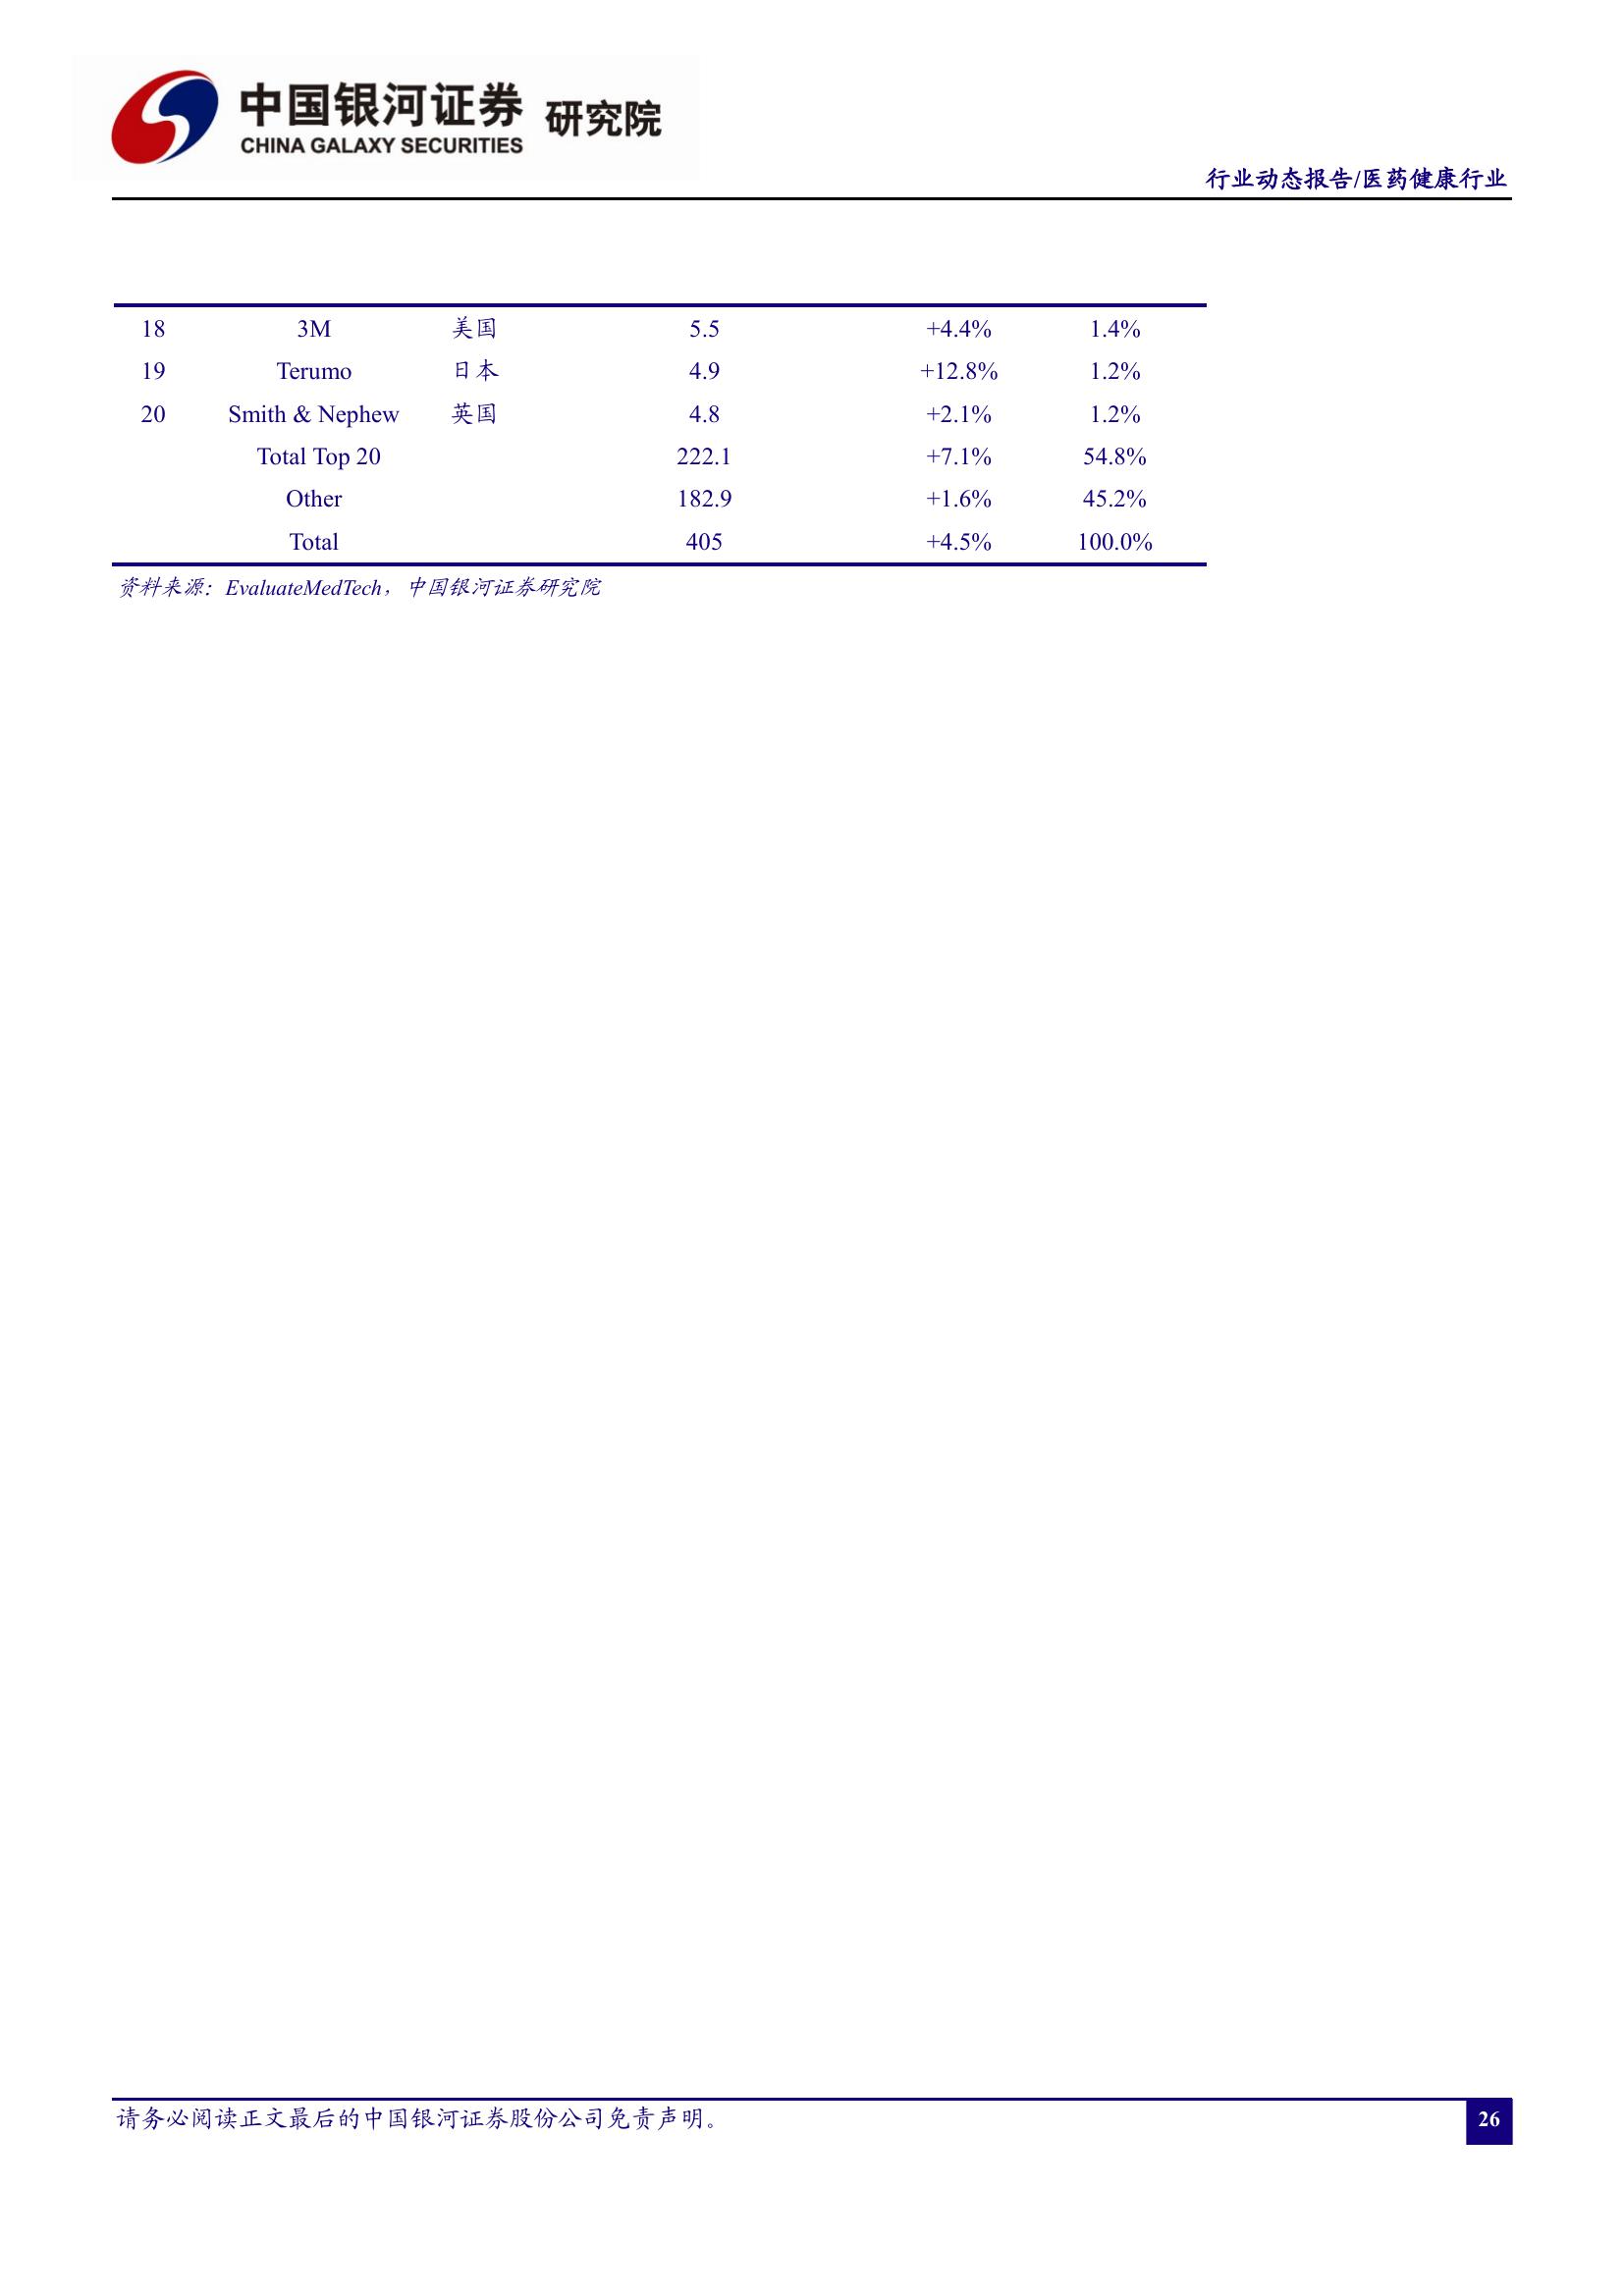 中国银河证券 研究院
CHINA GALAXY SECURITIES
行业动态报告/医药健康行业
18 3M 美国 5.5 +4.4% 1.4%
19 Terumo 日本 4.9 +12.8% 1.2%
20 Smith & Nephew 英国 4.8 +2.1% 1.2%
Total Top 20 222.1 +7.1% 54.8%
Other 182.9 +1.6% 45.2%
Total 405 +4.5% 100.0%
资料来源：EvaluateMedTech，中国银河证券研究院
请务必阅读正文最后的中国银河证券股份公司免责声明。
26